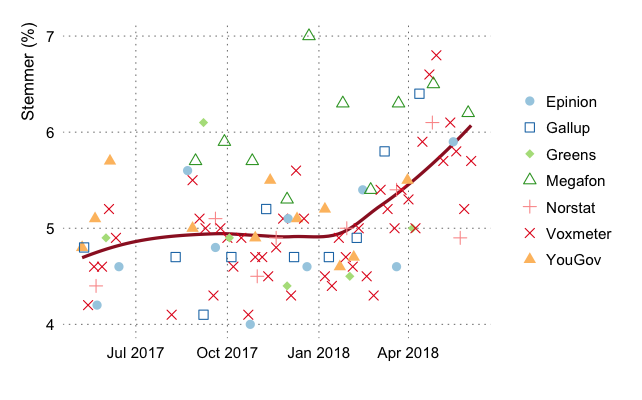 Stemmer (%)
7
6
5
4
Jul 2017
Oct 2017
Jan 2018
Apr 2018
Epinion
Gallup
Greens
Megafon
Norstat
Voxmeter
YouGov